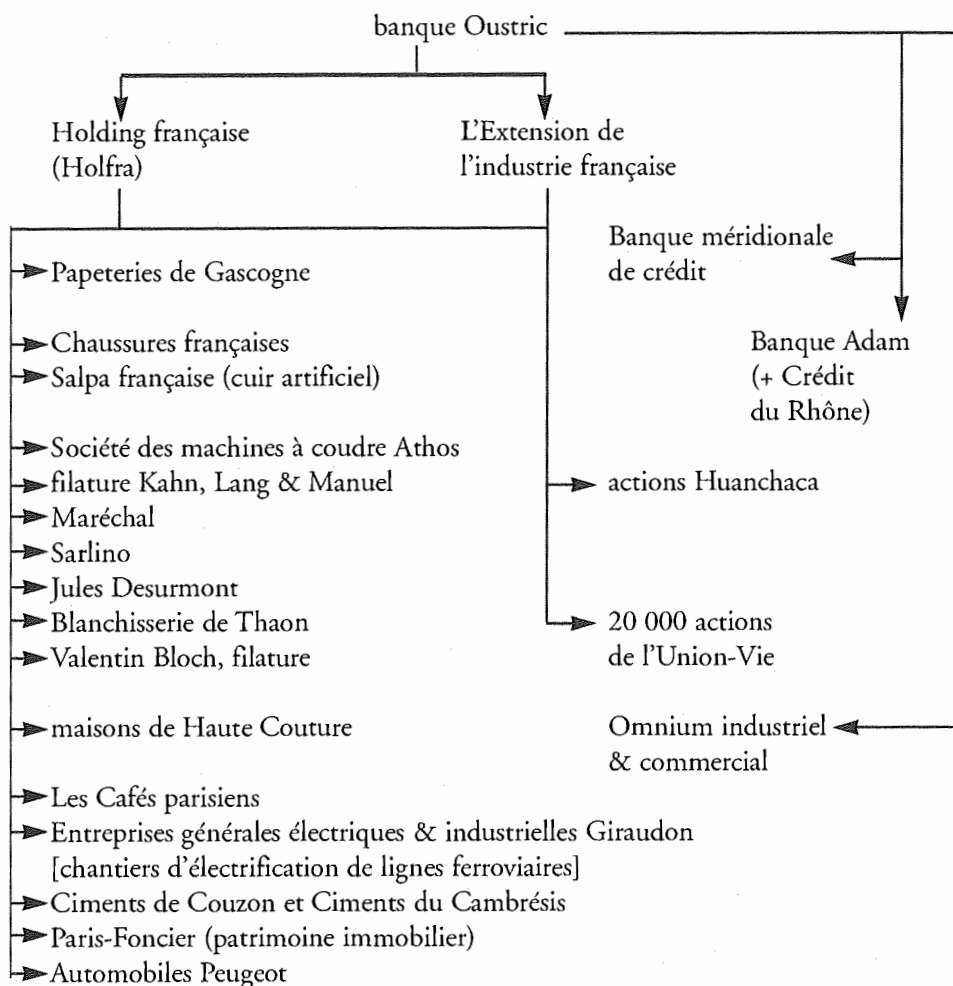 banque Oustric
Holding française
(Holfra)
L'Extension de
l'industrie française
Banque méridionale
de crédit
Banque Adam
(+ Crédit
du Rhône)
Papeteries de Gascogne
Chaussures françaises
Salpa française (cuir artificiel)
Société des machines à coudre Athos
filature Kahn, Lang & Manuel
Maréchal
Sarlino
Jules Desurmont
Blanchisserie de Thaon
Valentin Bloch, filature
maisons de Haute Couture
Les Cafés parisiens
Entreprises générales électriques & industrielles Giraudon
[chantiers d'électrification de lignes ferroviaires]
Ciments de Couzon et Ciments du Cambrésis
Paris-Foncier (patrimoine immobilier)
Automobiles Peugeot
actions Huanchaca
20 000 actions
de l'Union-Vie
Omnium industriel
& commercial